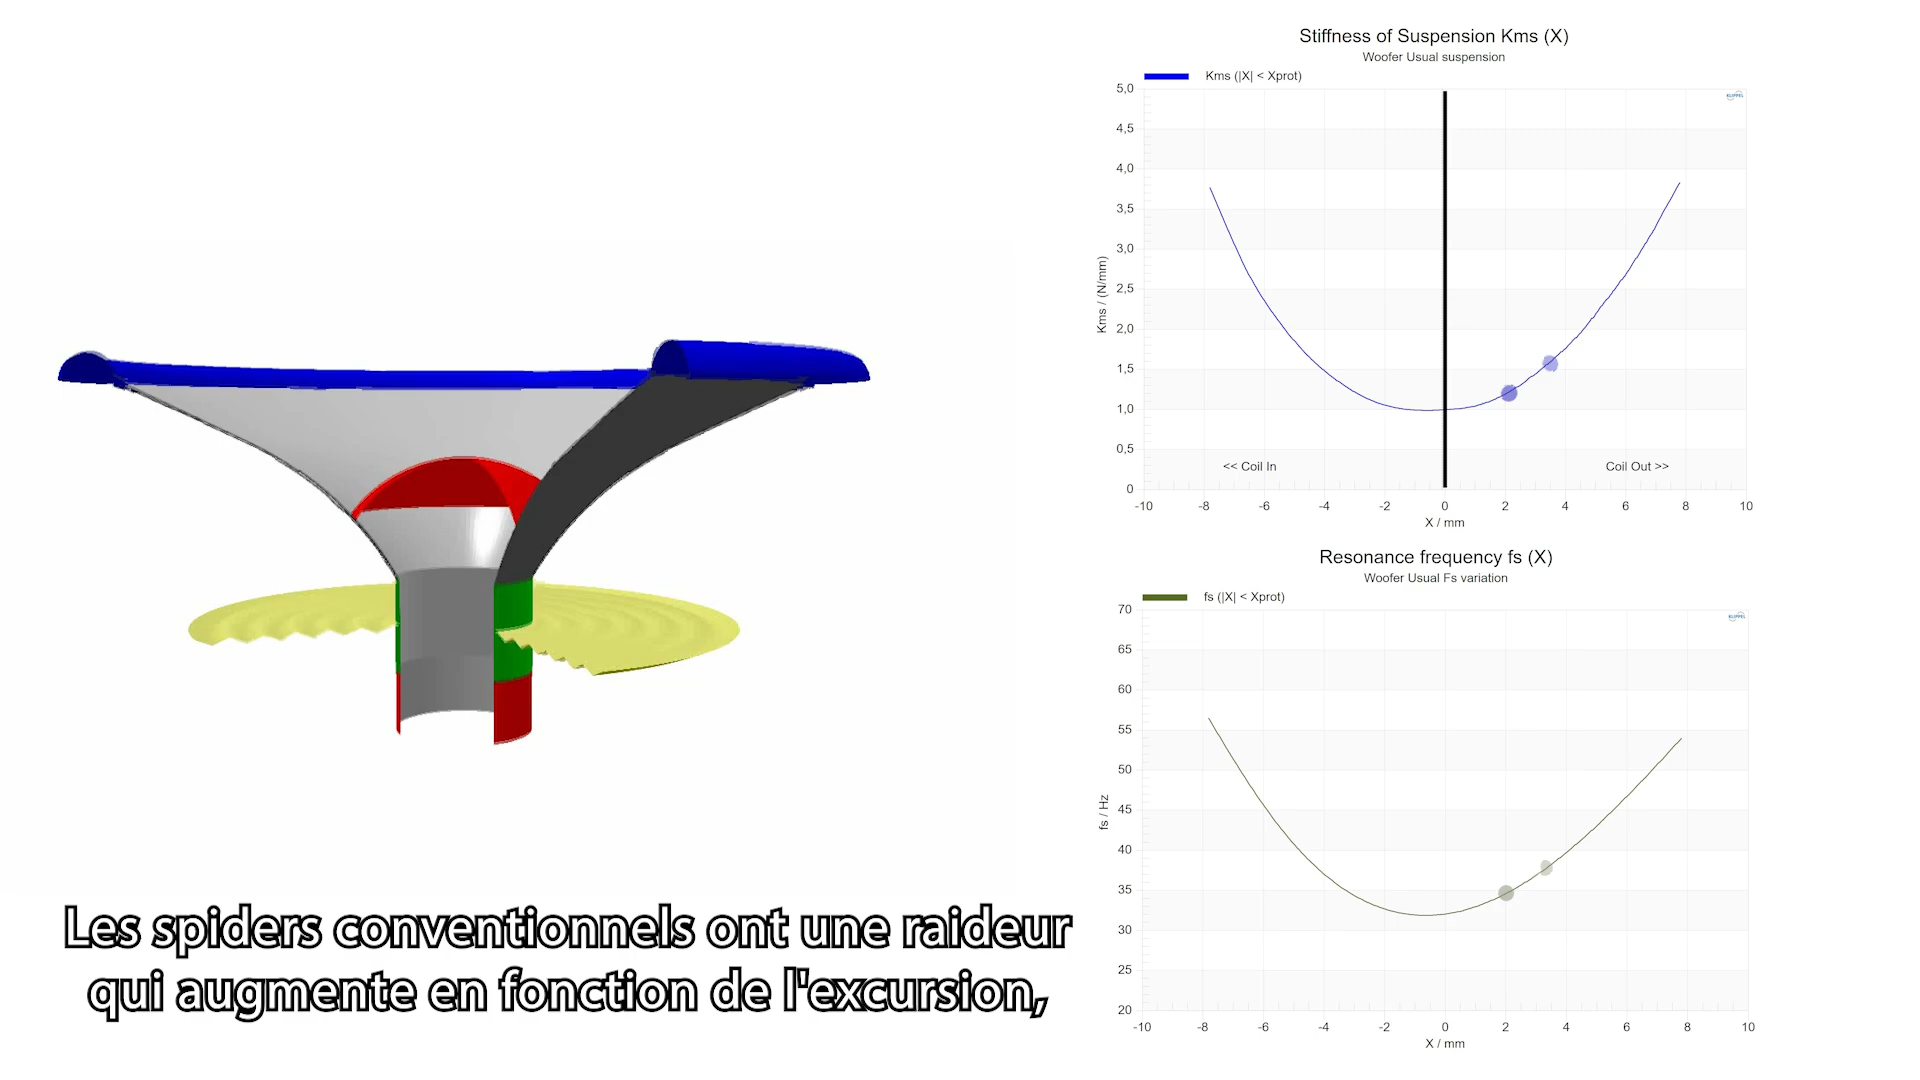 Stiffness of Suspension Kms (X)
Woofer Usual suspension
Kms (|X| < Xprot)
KLIPPEL
5,0
4,5
4,0
3,5
3,0
2,5
2,0
1,5
1,0
0,5
0
Kms / (N/mm)
<< Coil In
Coil Out >>
-10 -8 -6 -4 -2 0 2 4 6 8 10
X / mm
Resonance frequency fs (X)
Woofer Usual Fs variation
fs (|X| < Xprot)
KLIPPEL
70
65
60
55
50
45
40
35
30
25
20
fs / Hz
-10 -8 -6 -4 -2 0 2 4 6 8 10
X / mm
Les spiders conventionnels ont une raideur
qui augmente en fonction de l'excursion,